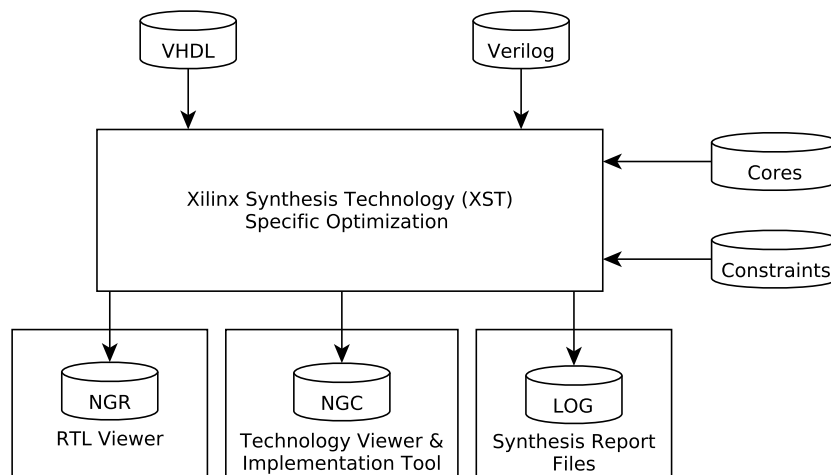 VHDL
Verilog
Xilinx Synthesis Technology (XST)
Specific Optimization
Cores
Constraints
NGR
NGC
LOG
RTL Viewer
Technology Viewer &
Implementation Tool
Synthesis Report
Files